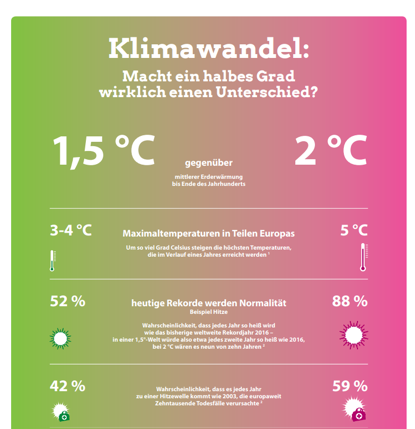 Klimawandel:
Macht ein halbes Grad
wirklich einen Unterschied?
1,5 °C
gegenüber
2 °C
mittlerer Erderwärmung
bis Ende des Jahrhunderts
3-4 °C
Maximaltemperaturen in Teilen Europas
5 °C
Um so viel Grad Celsius steigen die höchsten Temperaturen,
die im Verlauf eines Jahres erreicht werden 1
52 %
heutige Rekorde werden Normalität
88 %
Beispiel Hitze
Wahrscheinlichkeit, dass jedes Jahr so heiß wird
wie das bisherige weltweite Rekordjahr 2016 –
in einer 1,5°-Welt würde also etwa jedes zweite Jahr so heiß wie 2016,
bei 2 °C wären es neun von zehn Jahren 2
42 %
59 %
Wahrscheinlichkeit, dass es jedes Jahr
zu einer Hitzewelle kommt wie 2003, die europaweit
Zehntausende Todesfälle verursachte 3